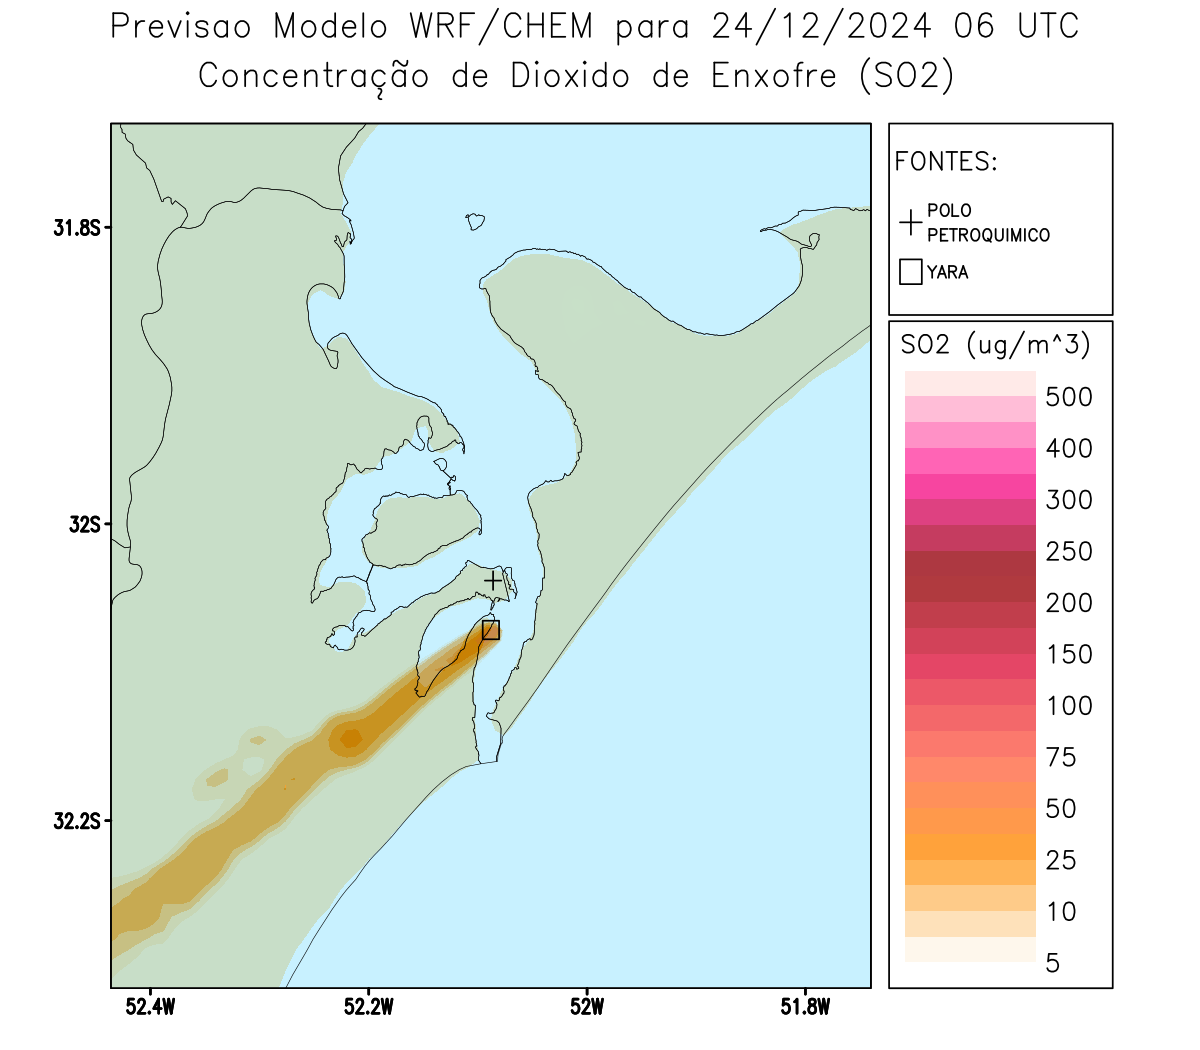 Previsao Modelo WRF/CHEM para 24/12/2024 06 UTC
Concentração de Dioxido de Enxofre (SO2)
FONTES:
POLO
PETROQUIMICO
YARA
31.8S
32S
32.2S
52.4W
52.2W
52W
51.8W
SO2 (ug/m^3)
500
400
300
250
200
150
100
75
50
25
10
5